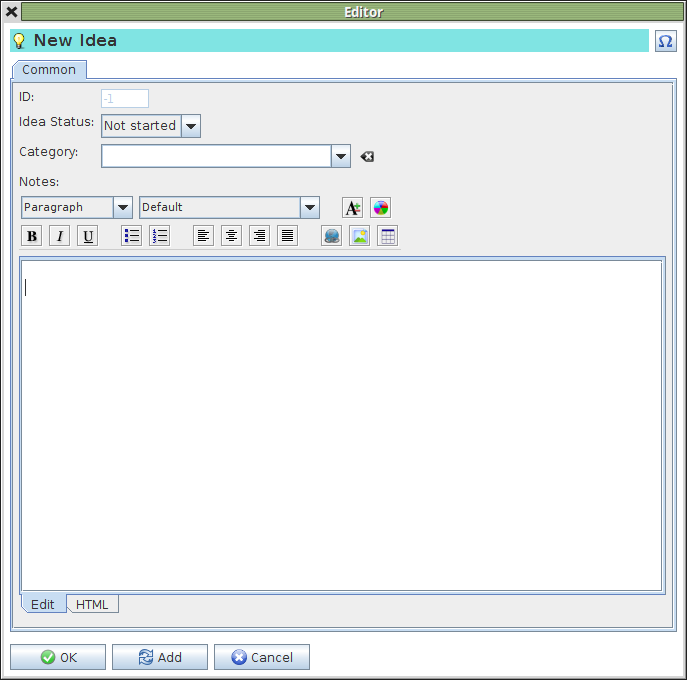 Editor
New Idea
Ω
Common
ID: -1
Idea Status: Not started
Category:
Notes:
Paragraph Default A
B I U
Edit HTML
OK Add Cancel